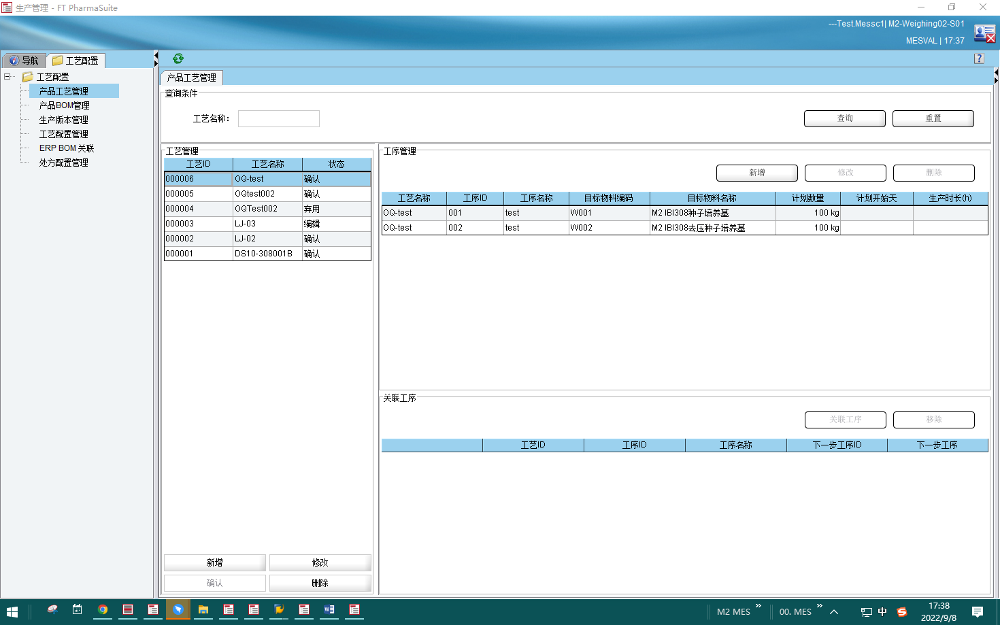 生产管理 - FT PharmaSuite
---Test.Messc1| M2-Weighing02-S01
MESVAL | 17:37
导航 工艺配置
工艺配置
产品工艺管理
产品BOM管理
生产版本管理
工艺配置管理
ERP BOM 关联
处方配置管理
产品工艺管理
查询条件
工艺名称:
查询 重置
工艺管理
工艺ID 工艺名称 状态
000006 OQ-test 确认
000005 OQtest002 确认
000004 OQTest002 弃用
000003 LJ-03 编辑
000002 LJ-02 确认
000001 DS10-308001B 确认
新增 修改
确认 删除
工序管理
新增 修改 删除
工艺名称 工序ID 工序名称 目标物料编码 目标物料名称 计划数量 计划开始天 生产时长(h)
OQ-test 001 test W001 M2 IBI308种子培养基 100 kg
OQ-test 002 test W002 M2 IBI308去压种子培养基 100 kg
关联工序
关联工序 移除
工艺ID 工序ID 工序名称 下一步工序ID 下一步工序
M2 MES » 00. MES » 中 17:38
2022/9/8